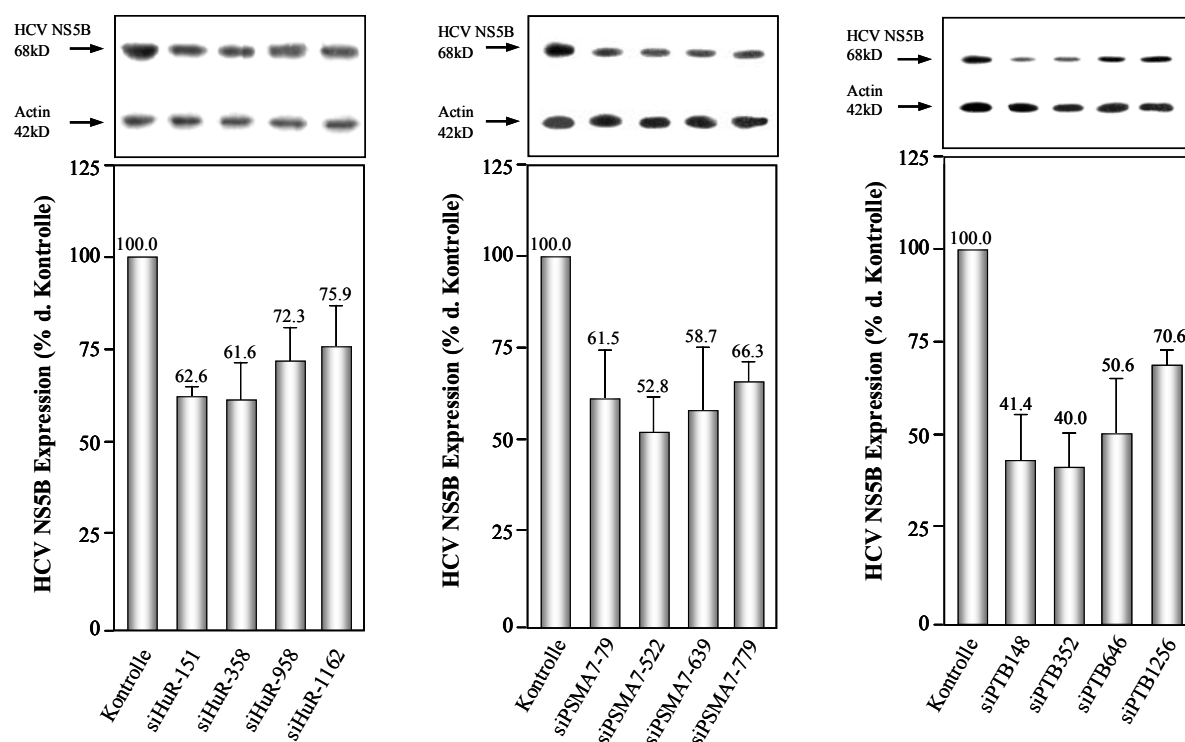 HCV NS5B
68kD
Actin
42kD
HCV NS5B Expression (% d. Kontrolle)
125
100
75
50
25
0
100.0
62.6
61.6
72.3
75.9
Kontrolle
siHuR-151
siHuR-358
siHuR-958
siHuR-1162
HCV NS5B
68kD
Actin
42kD
HCV NS5B Expression (% d. Kontrolle)
125
100
75
50
25
0
100.0
61.5
52.8
58.7
66.3
Kontrolle
siPSMA7-79
siPSMA7-522
siPSMA7-639
siPSMA7-779
HCV NS5B
68kD
Actin
42kD
HCV NS5B Expression (% d. Kontrolle)
125
100
75
50
25
0
100.0
41.4
40.0
50.6
70.6
Kontrolle
siPTB148
siPTB352
siPTB646
siPTB1256